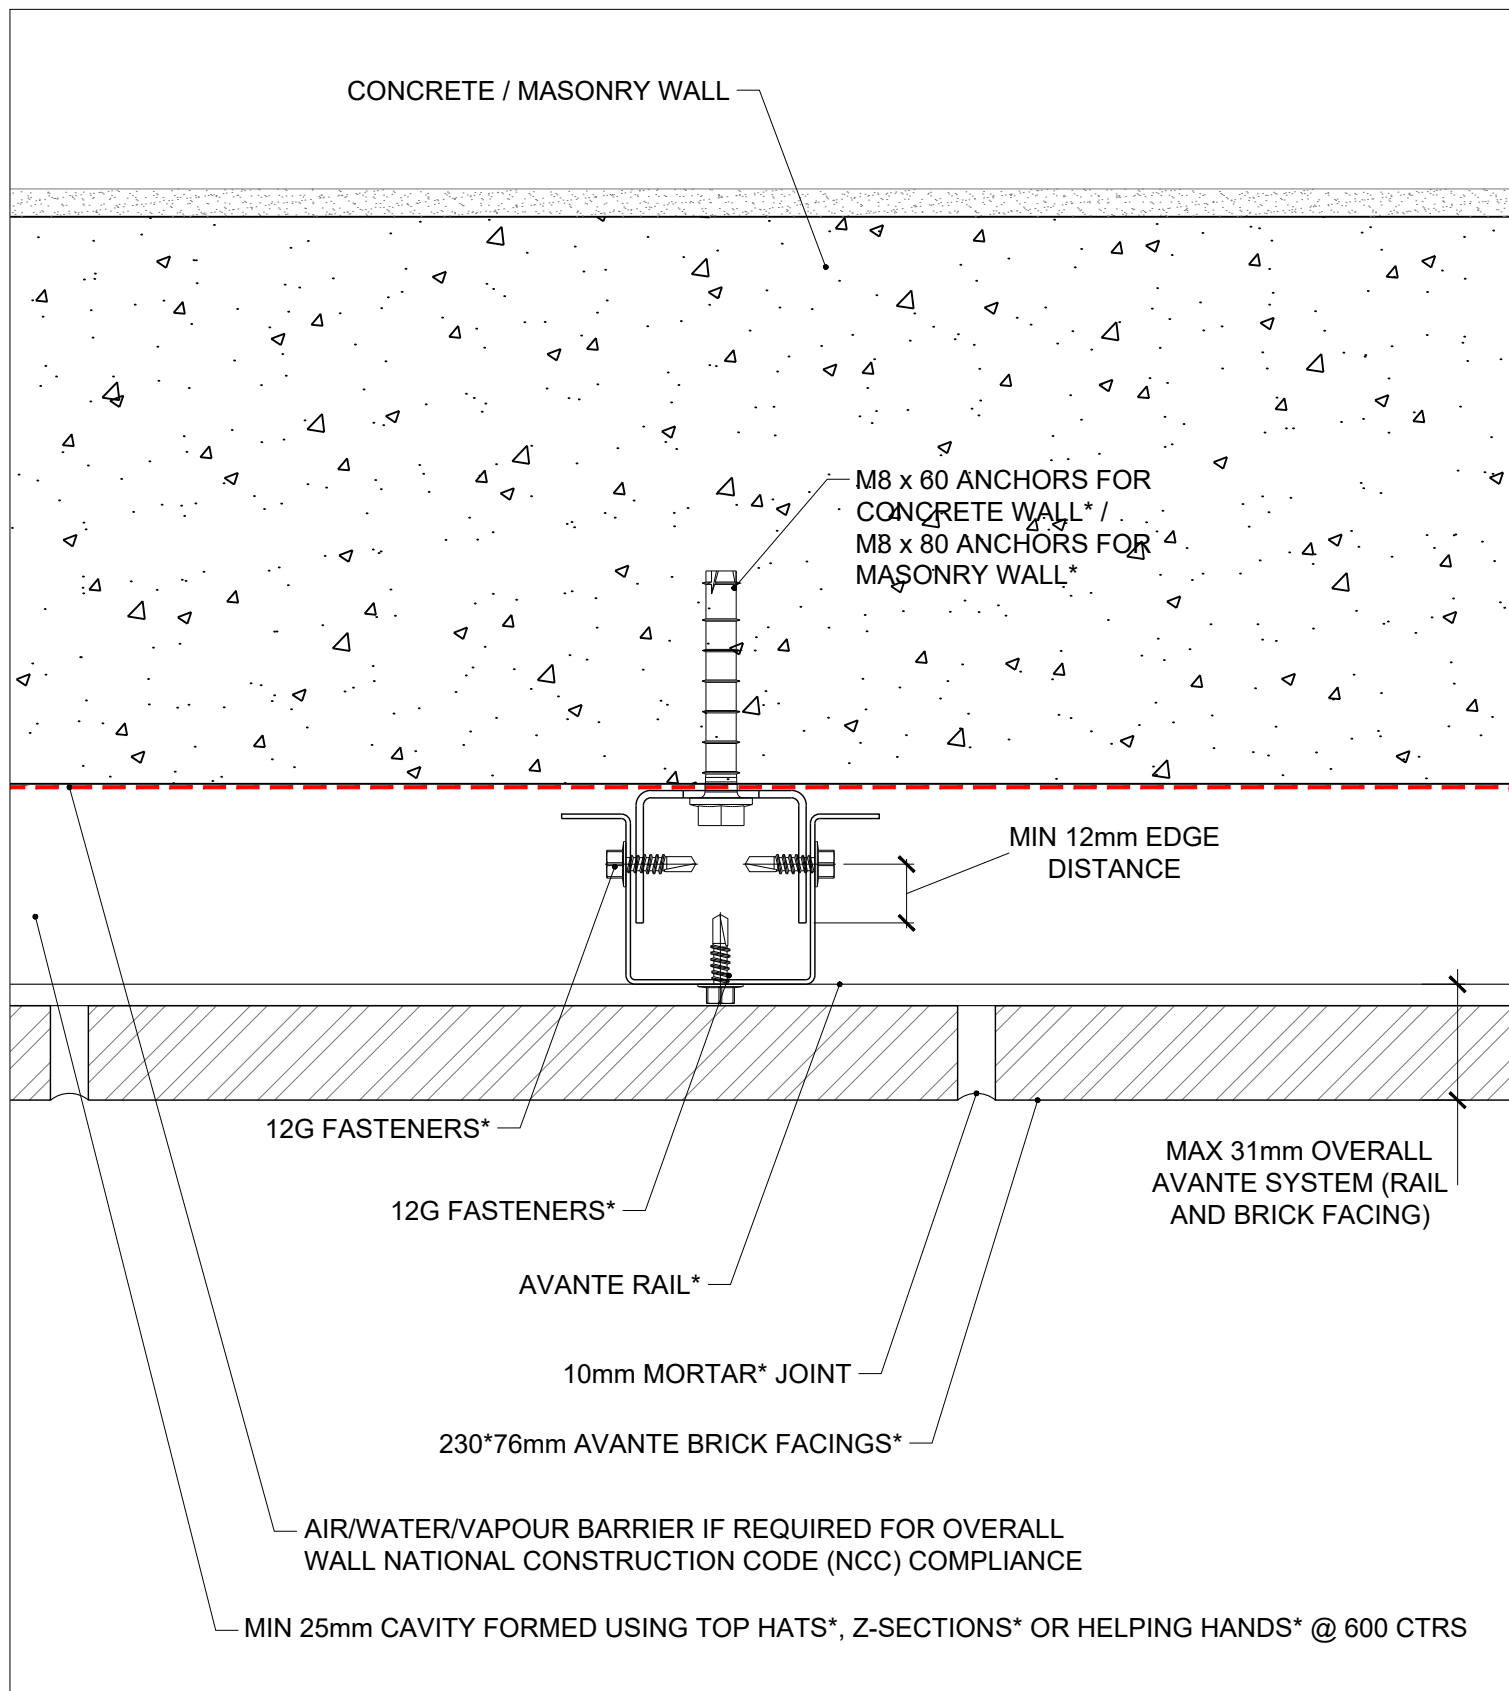 CONCRETE / MASONRY WALL
M8 x 60 ANCHORS FOR
CONCRETE WALL* /
M8 x 80 ANCHORS FOR
MASONRY WALL*
MIN 12mm EDGE
DISTANCE
12G FASTENERS*
MAX 31mm OVERALL
AVANTE SYSTEM (RAIL
AND BRICK FACING)
12G FASTENERS*
AVANTE RAIL*
10mm MORTAR* JOINT
230*76mm AVANTE BRICK FACINGS*
AIR/WATER/VAPOUR BARRIER IF REQUIRED FOR OVERALL
WALL NATIONAL CONSTRUCTION CODE (NCC) COMPLIANCE
MIN 25mm CAVITY FORMED USING TOP HATS*, Z-SECTIONS* OR HELPING HANDS* @ 600 CTRS